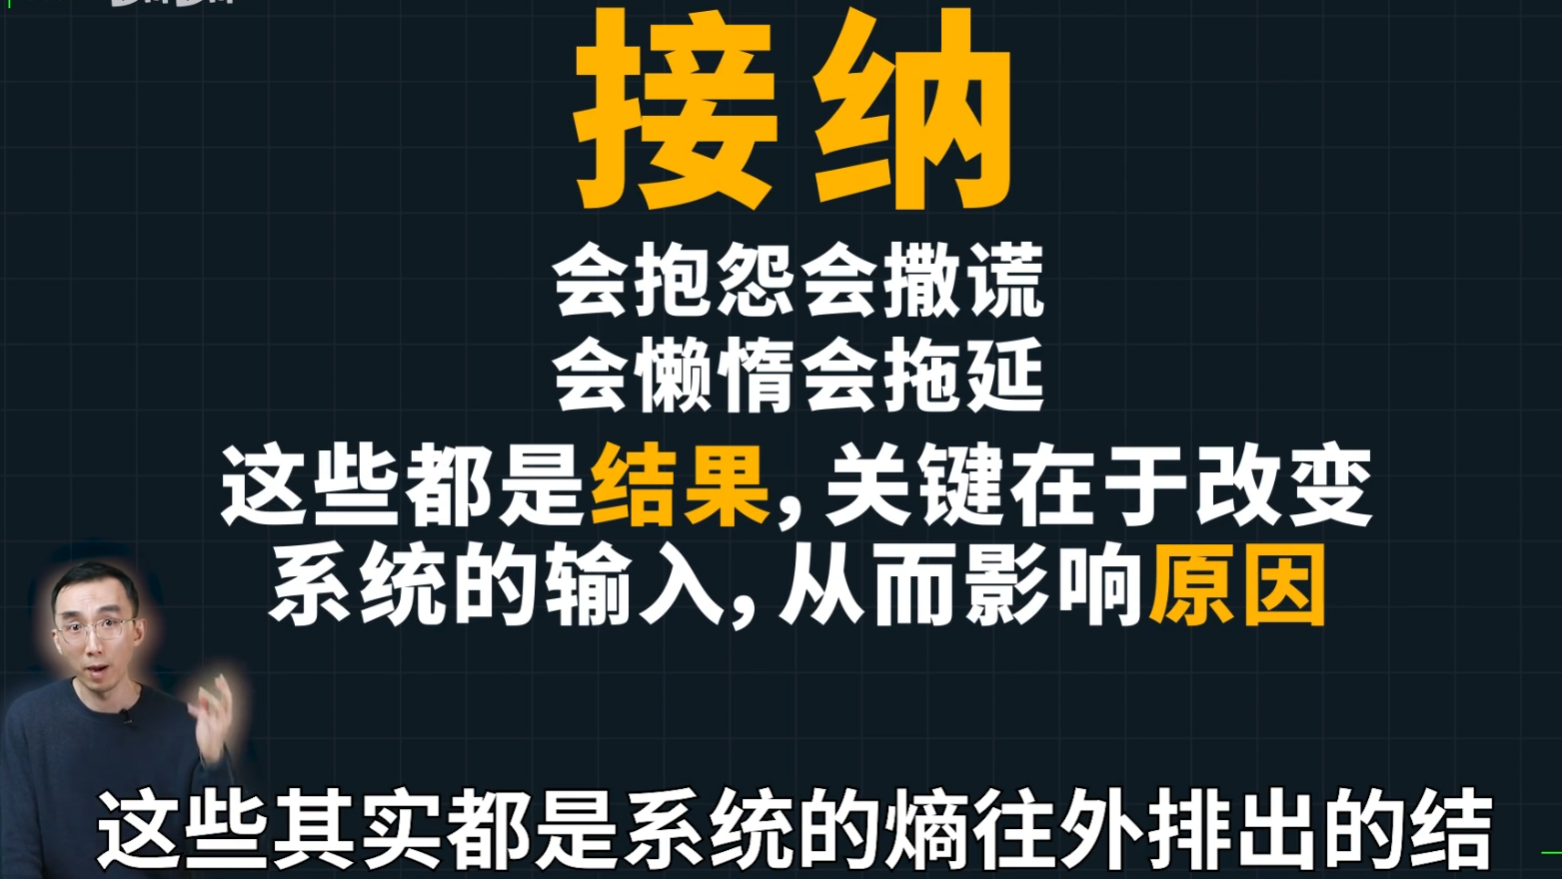 接纳
会抱怨会撒谎
会懒惰会拖延
这些都是结果，关键在于改变
系统的输入，从而影响原因
这些其实都是系统的熵往外排出的结